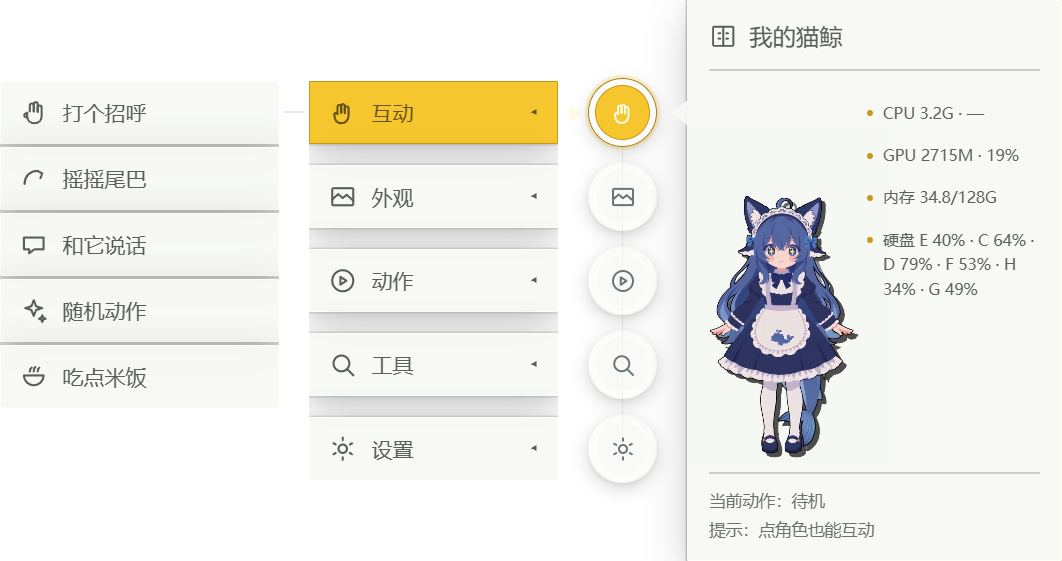 打个招呼
摇摇尾巴
和它说话
随机动作
吃点米饭
互动
外观
动作
工具
设置
我的猫鲸
CPU 3.2G · —
GPU 2715M · 19%
内存 34.8/128G
硬盘 E 40% · C 64% ·
D 79% · F 53% · H
34% · G 49%
当前动作：待机
提示：点角色也能互动